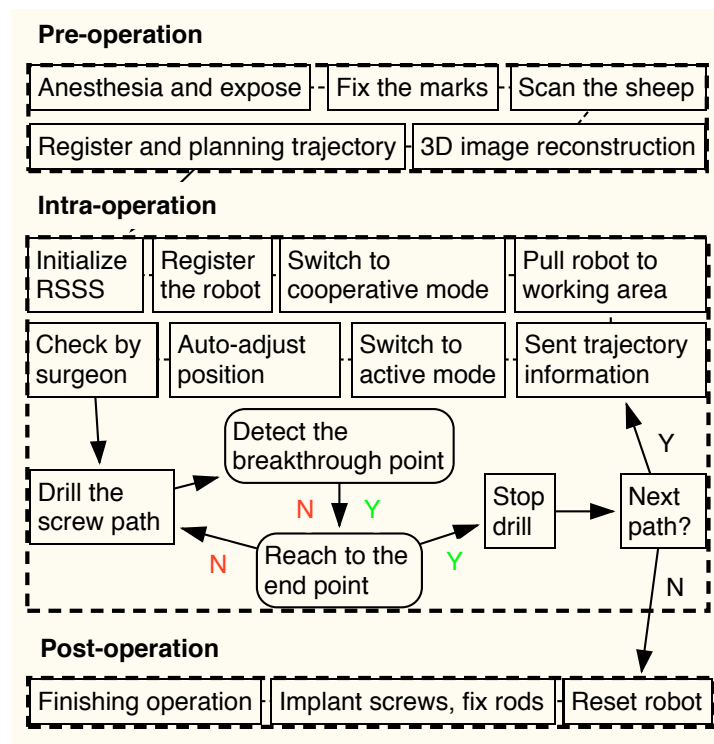 Pre-operation
Anesthesia and expose
Fix the marks
Scan the sheep
Register and planning trajectory
3D image reconstruction
Intra-operation
Initialize
RSSS
Register
the robot
Switch to
cooperative mode
Pull robot to
working area
Check by
surgeon
Auto-adjust
position
Switch to
active mode
Sent trajectory
information
Detect the
breakthrough point
Y
Drill the
screw path
N
Y
Stop
drill
Next
path?
Reach to the
end point
N
Y
N
Post-operation
Finishing operation
Implant screws, fix rods
Reset robot